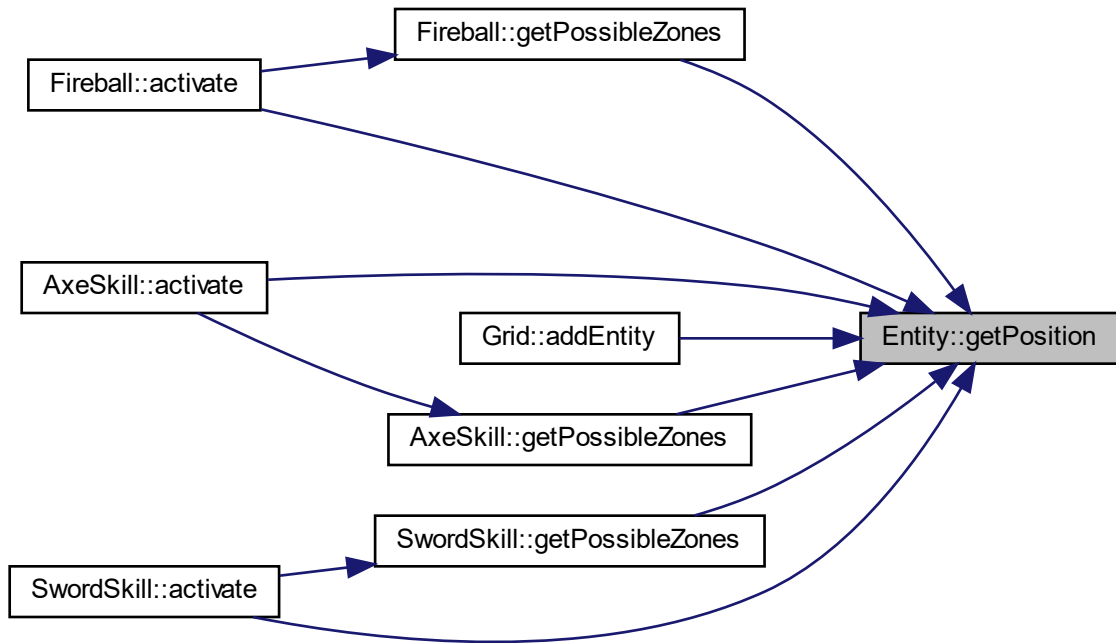 Fireball::getPossibleZones
Fireball::activate
AxeSkill::activate
Grid::addEntity
Entity::getPosition
AxeSkill::getPossibleZones
SwordSkill::getPossibleZones
SwordSkill::activate